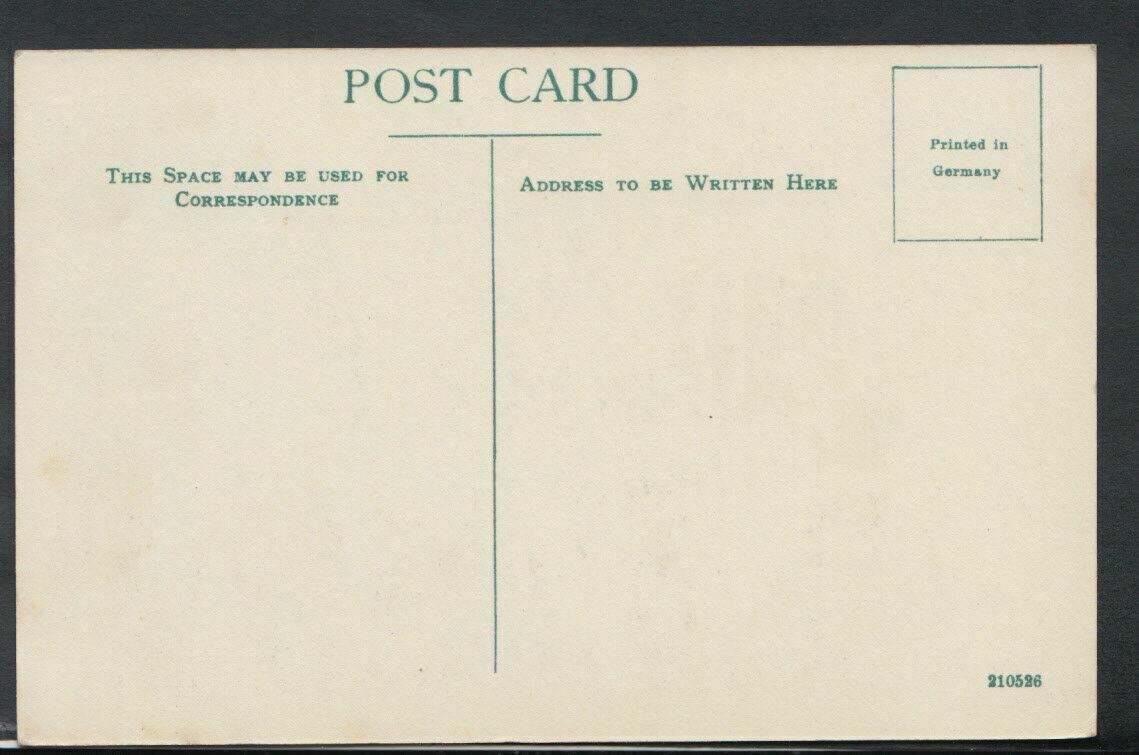 POST CARD
THIS SPACE MAY BE USED FOR
CORRESPONDENCE
ADDRESS TO BE WRITTEN HERE
Printed in
Germany
210526